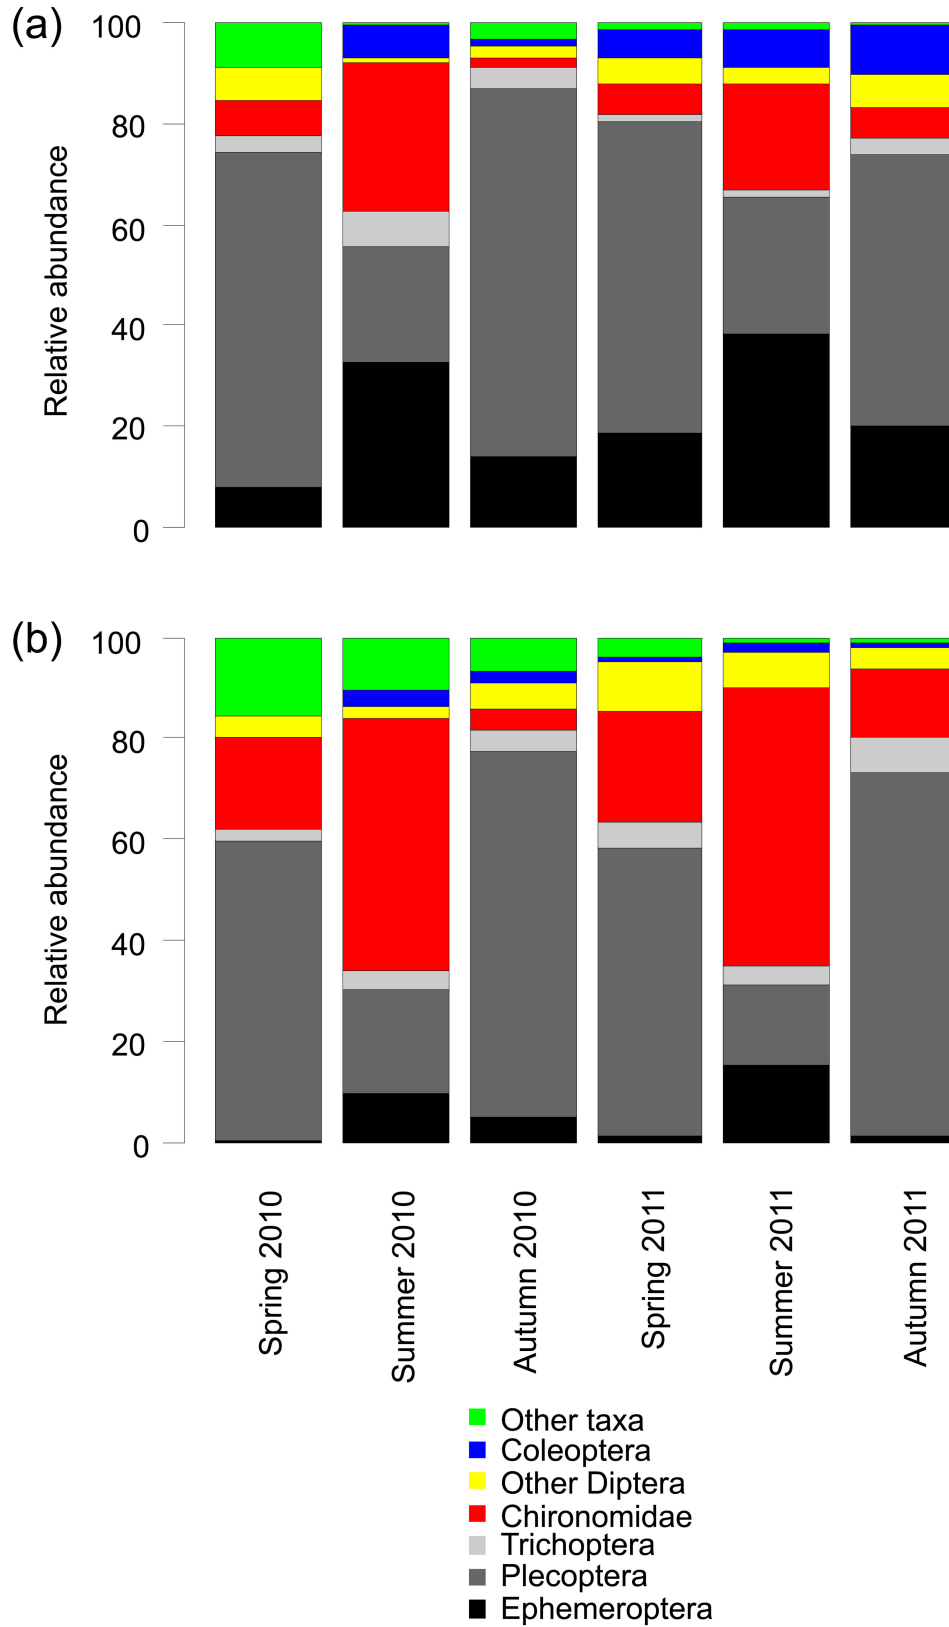 (a)
100
80
60
40
20
0
Relative abundance
(b)
100
80
60
40
20
0
Relative abundance
Spring 2010
Summer 2010
Autumn 2010
Spring 2011
Summer 2011
Autumn 2011
Other taxa
Coleoptera
Other Diptera
Chironomidae
Trichoptera
Plecoptera
Ephemeroptera